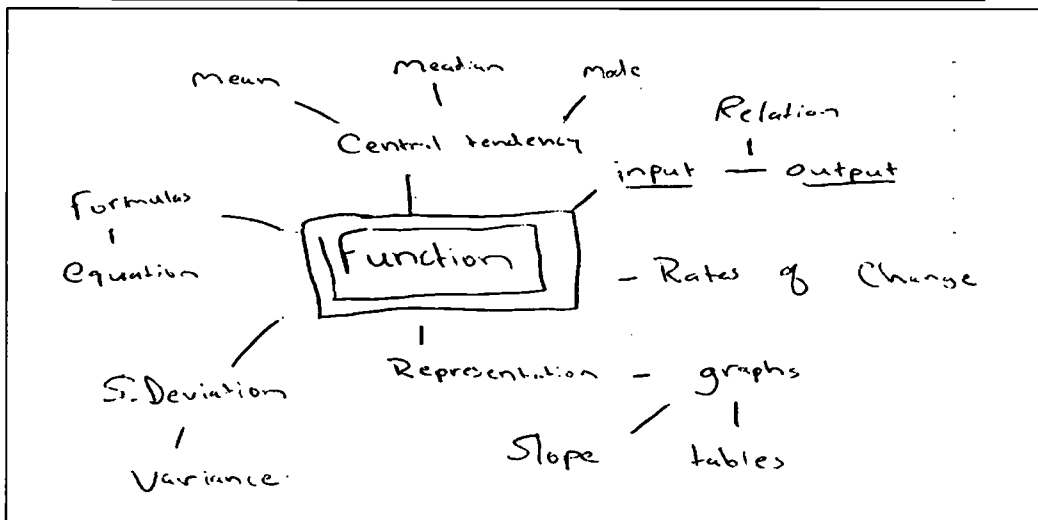 Mean Meadian Mode
Central tendency
Relation
input — output
Formulas
equation
Function
- Rates of Change
S. Deviation
Variance.
Representation - graphs
Slope tables